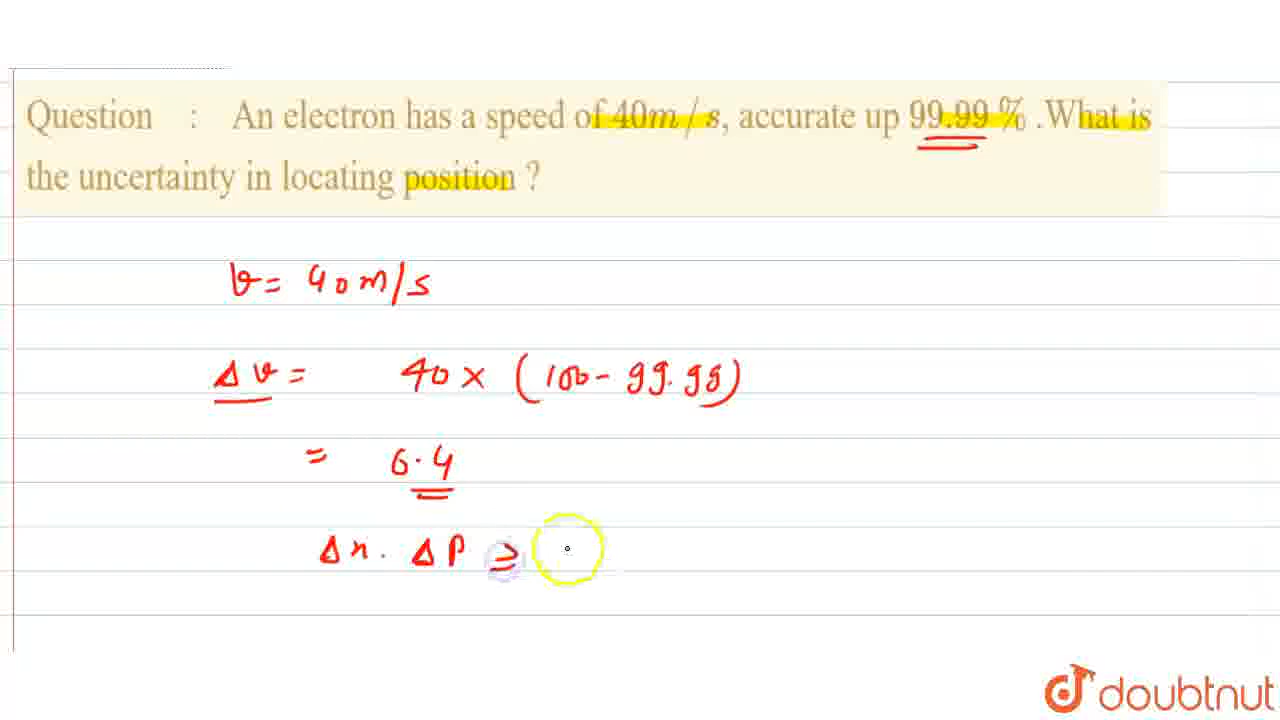 Question : An electron has a speed of 40m/s, accurate up 99.99 % .What is
the uncertainty in locating position ?
v = 40 m/s
Δv = 40 × (100 - 99.99)
= 0.4
Δx. ΔP ≥
doubtnut